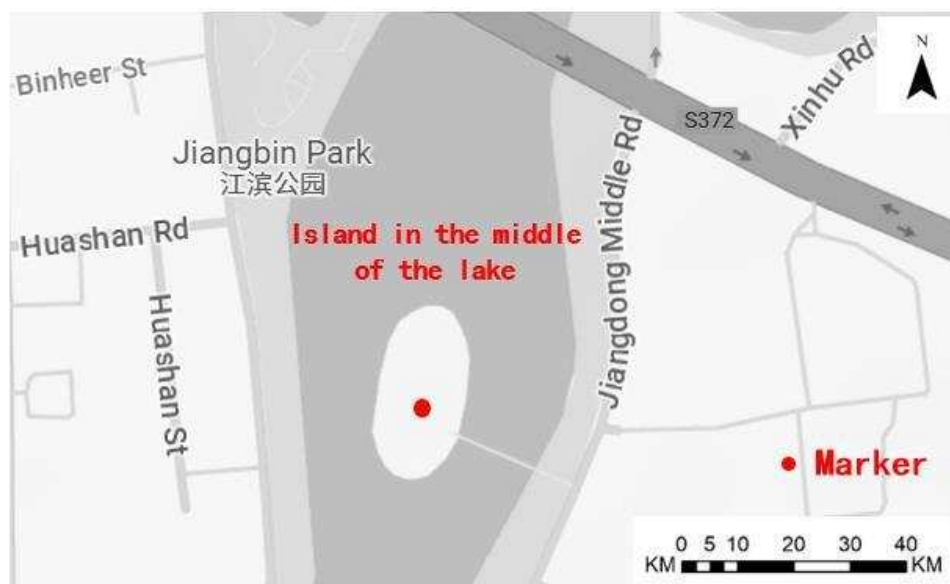 N
Binheer St
Xinhu Rd
S372
Jiangbin Park
江滨公园
Jiangdong Middle Rd
Huashan Rd
Island in the middle
of the lake
Huashan St
Marker
0 5 10 20 30 40
KM KM